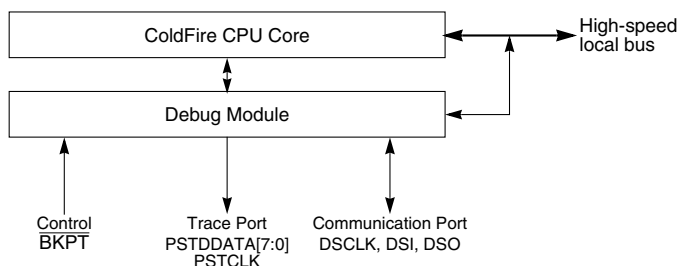 ColdFire CPU Core
High-speed
local bus
Debug Module
Control
BKPT
Trace Port
PSTDDATA[7:0]
PSTCLK
Communication Port
DSCLK, DSI, DSO